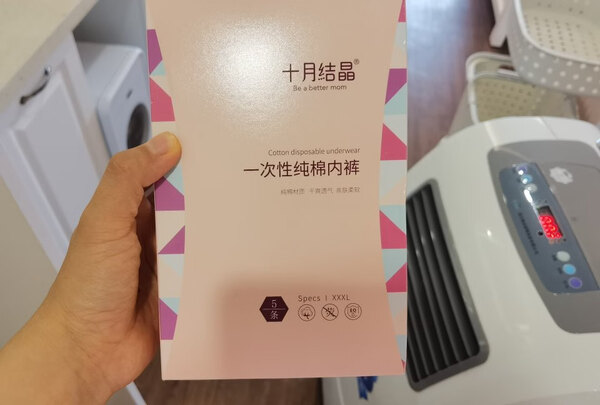 十月结晶®
Be a better mom
Cotton disposable underwear
一次性纯棉内裤
纯棉材质 干爽透气 亲肤柔软
5
条
Specs | XXXL